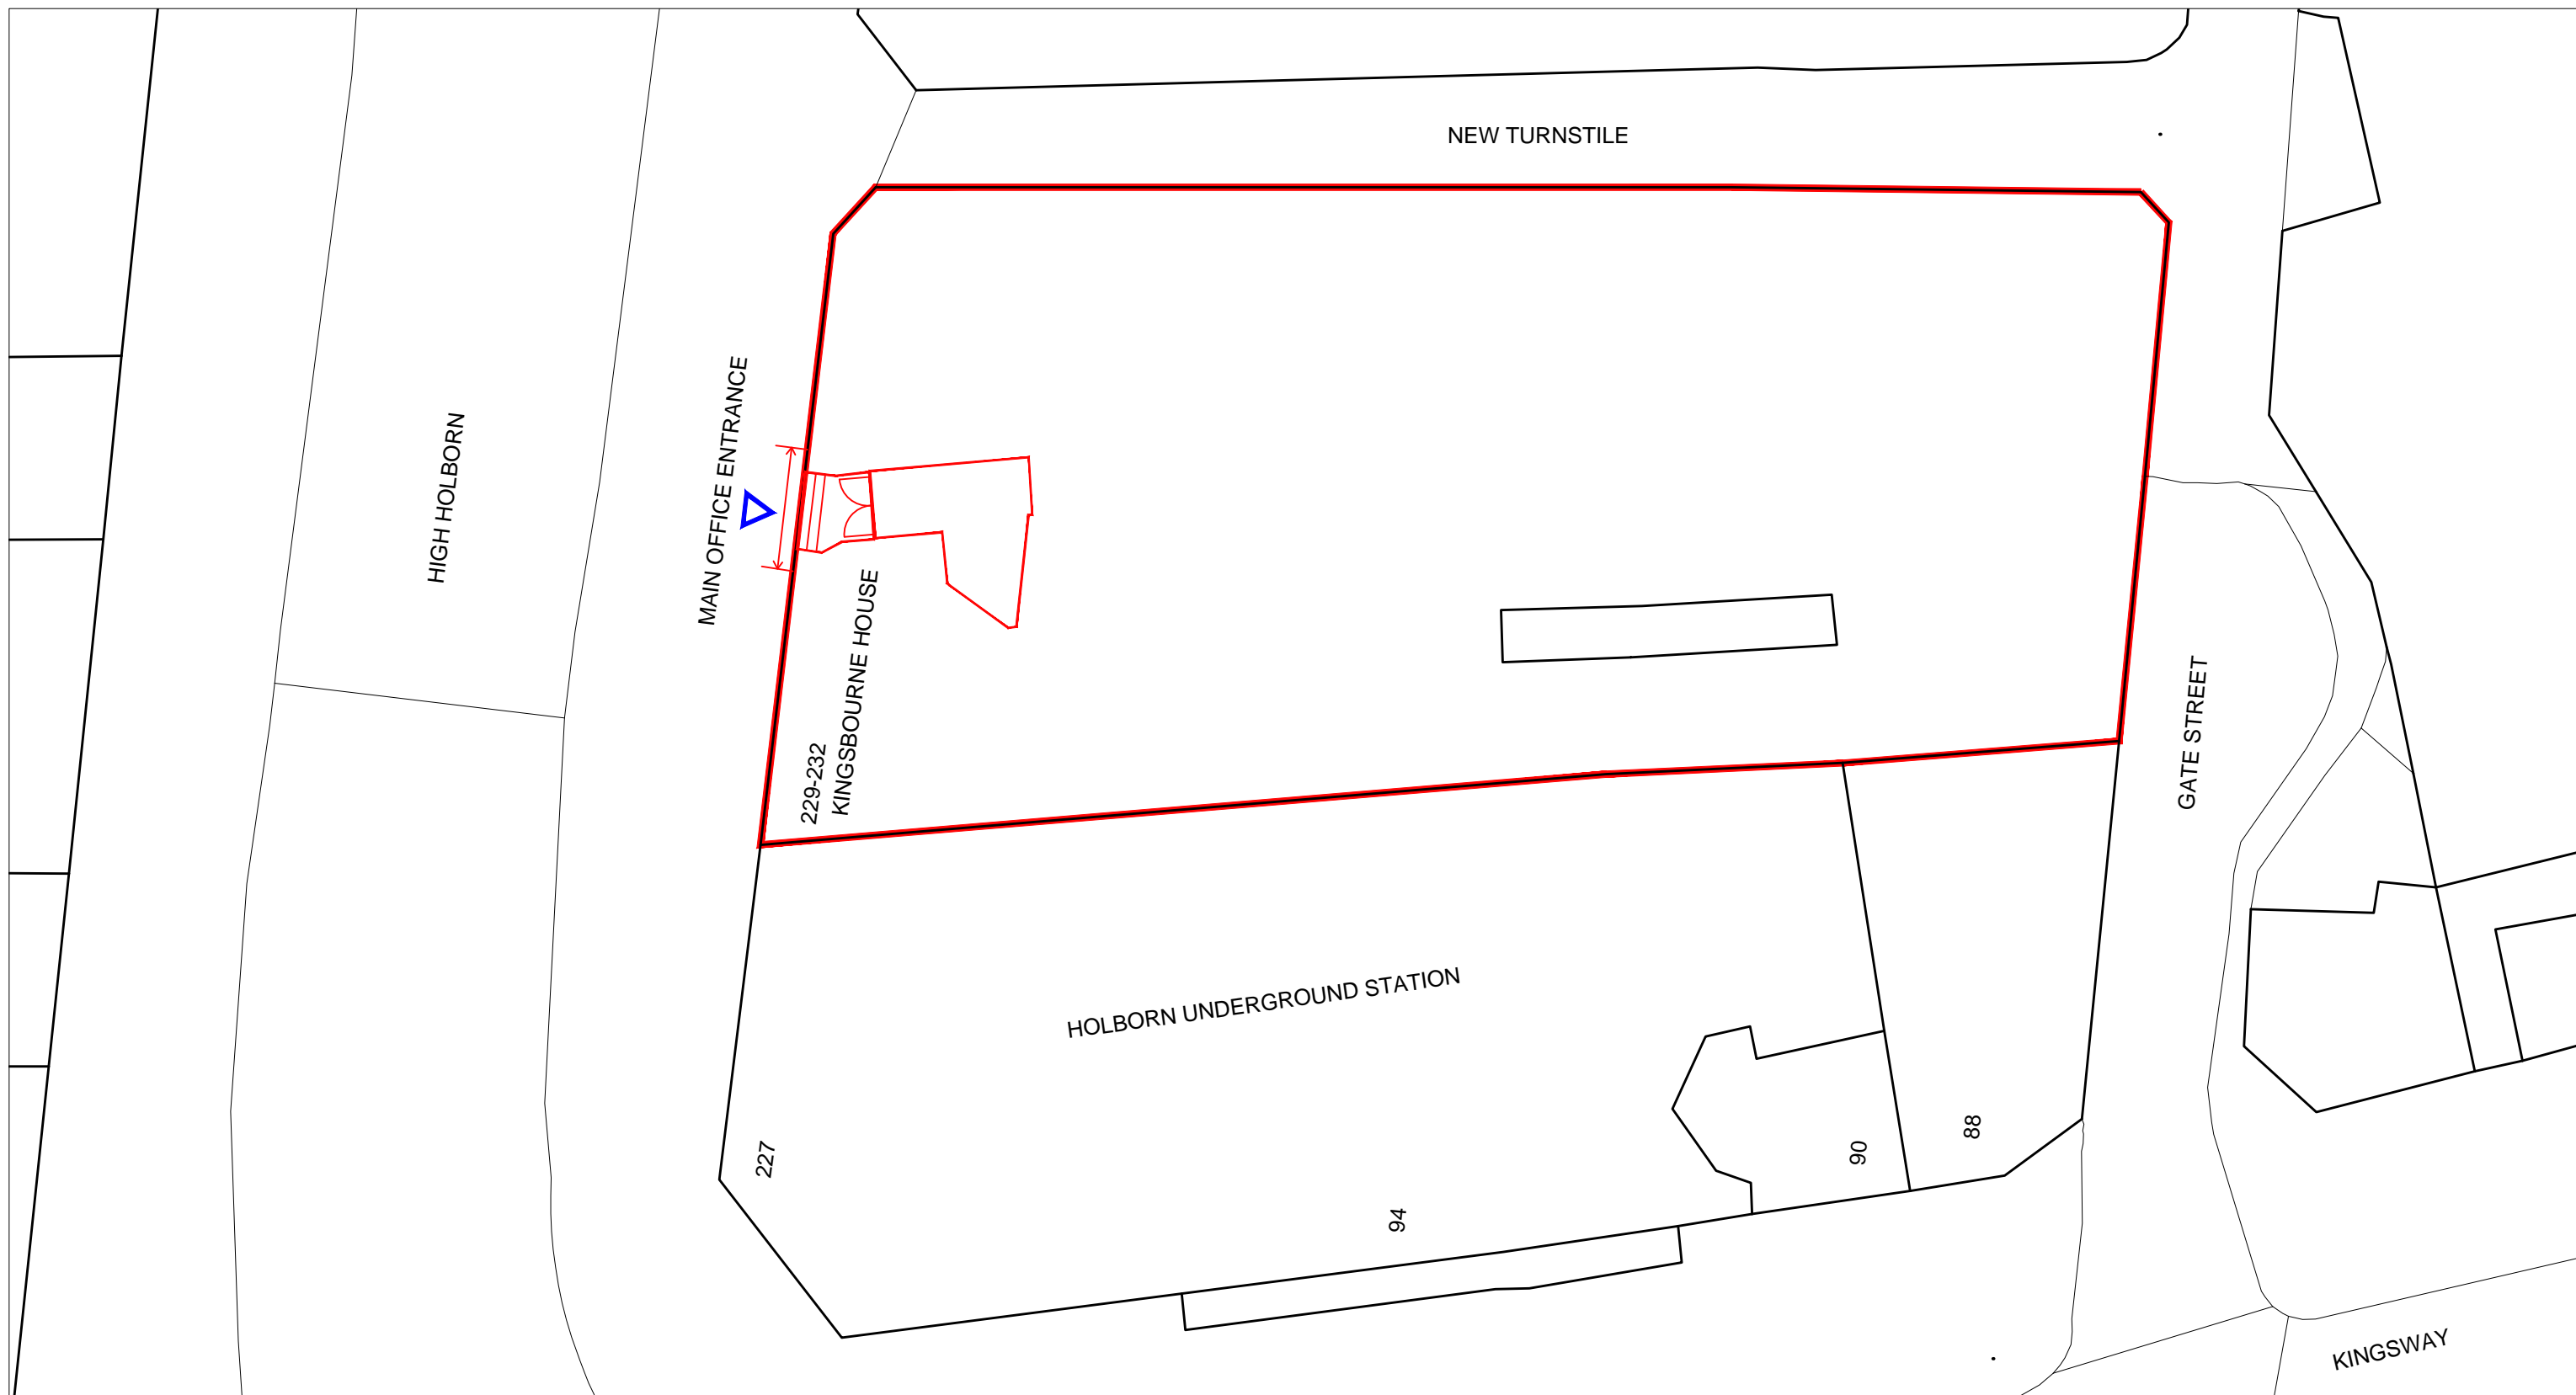 NEW TURNSTILE
HIGH HOLBORN
MAIN OFFICE ENTRANCE
229-232
KINGSBOURNE HOUSE
GATE STREET
HOLBORN UNDERGROUND STATION
227
94
90
88
KINGSWAY